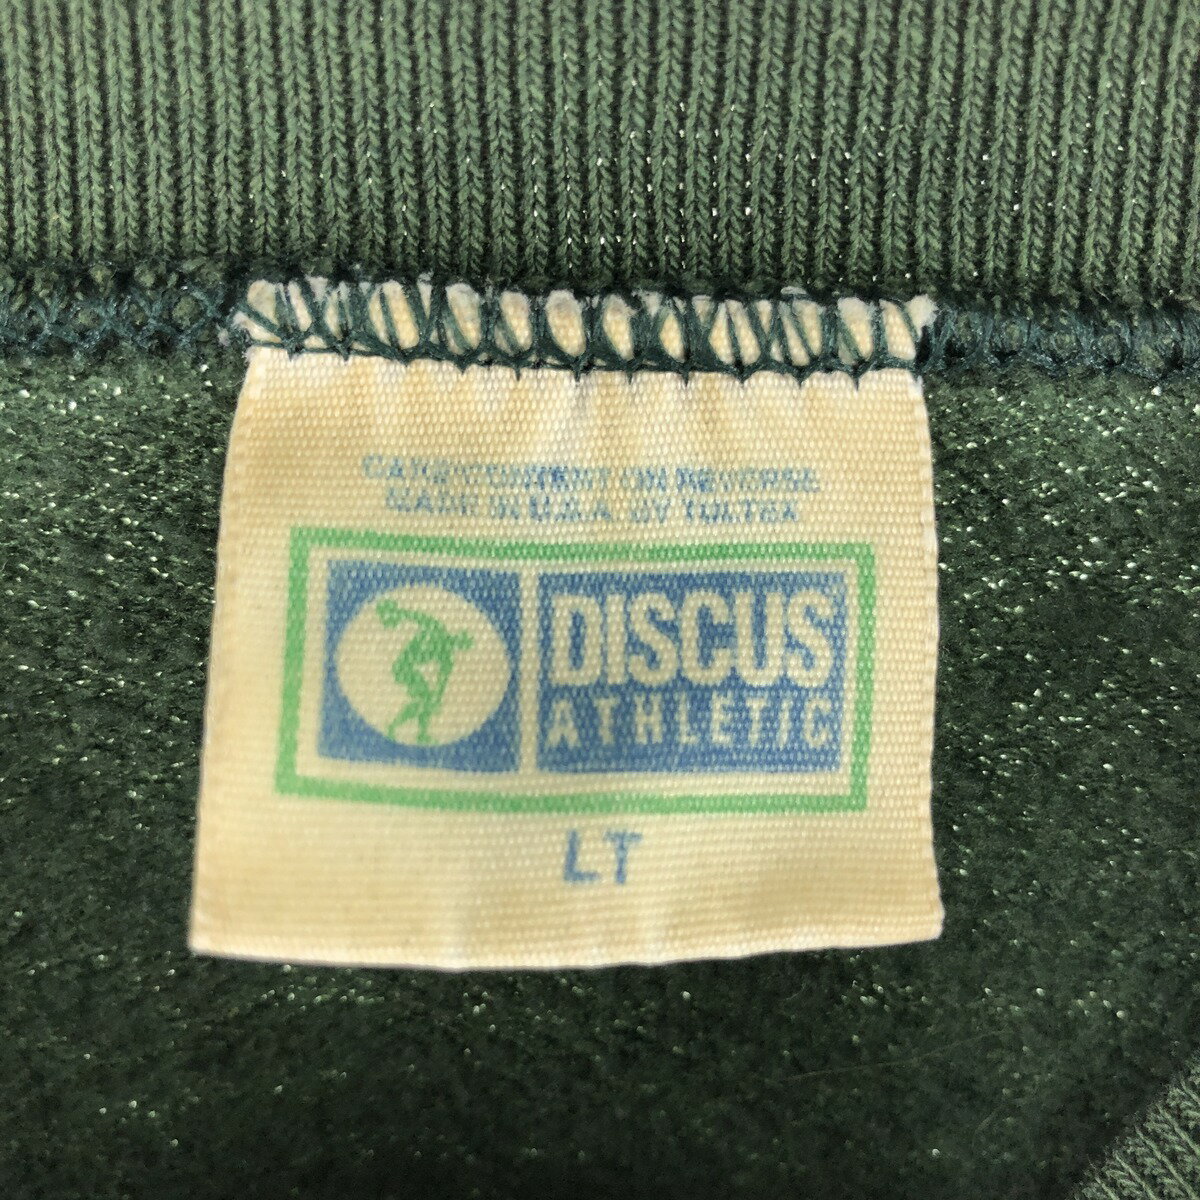 CARE/CONTENT ON REVERSE
MADE IN U.S.A. BY TULTEX
DISCUS
ATHLETIC
LT